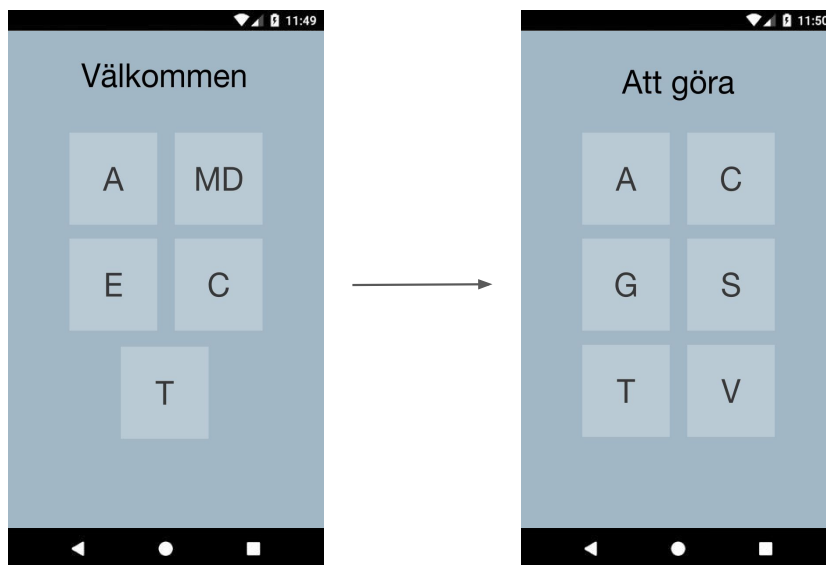 11:49
Välkommen
A MD
E C
T
11:50
Att göra
A C
G S
T V